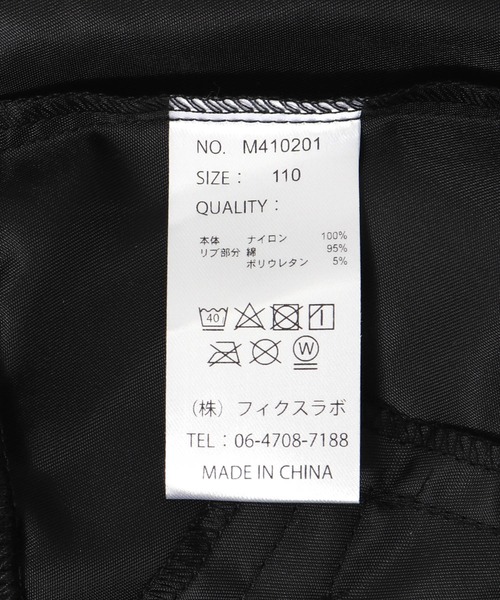 NO. M410201
SIZE： 110
QUALITY：
本体 ナイロン 100%
リブ部分 綿 95%
ポリウレタン 5%
40
W
（株）フィクスラボ
TEL：06-4708-7188
MADE IN CHINA